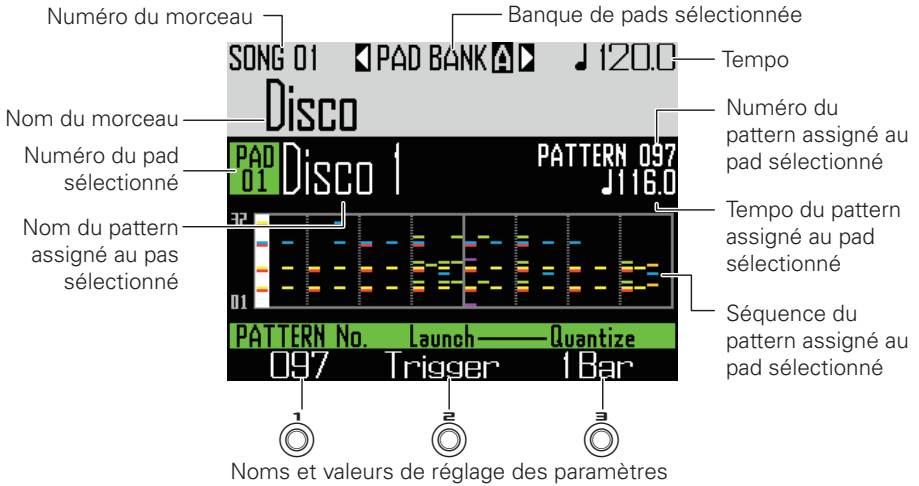 Numéro du morceau
Banque de pads sélectionnée
SONG 01 PAD BANK A ♩120.0
Tempo
Nom du morceau
Disco
Numéro du pattern assigné au pad sélectionné
Numéro du pad sélectionné
PAD 01
Disco 1
PATTERN 097
♩116.0
Nom du pattern assigné au pas sélectionné
Tempo du pattern assigné au pad sélectionné
32
01
Séquence du pattern assigné au pad sélectionné
PATTERN No. Launch Quantize
097 Trigger 1Bar
1 2 3
Noms et valeurs de réglage des paramètres